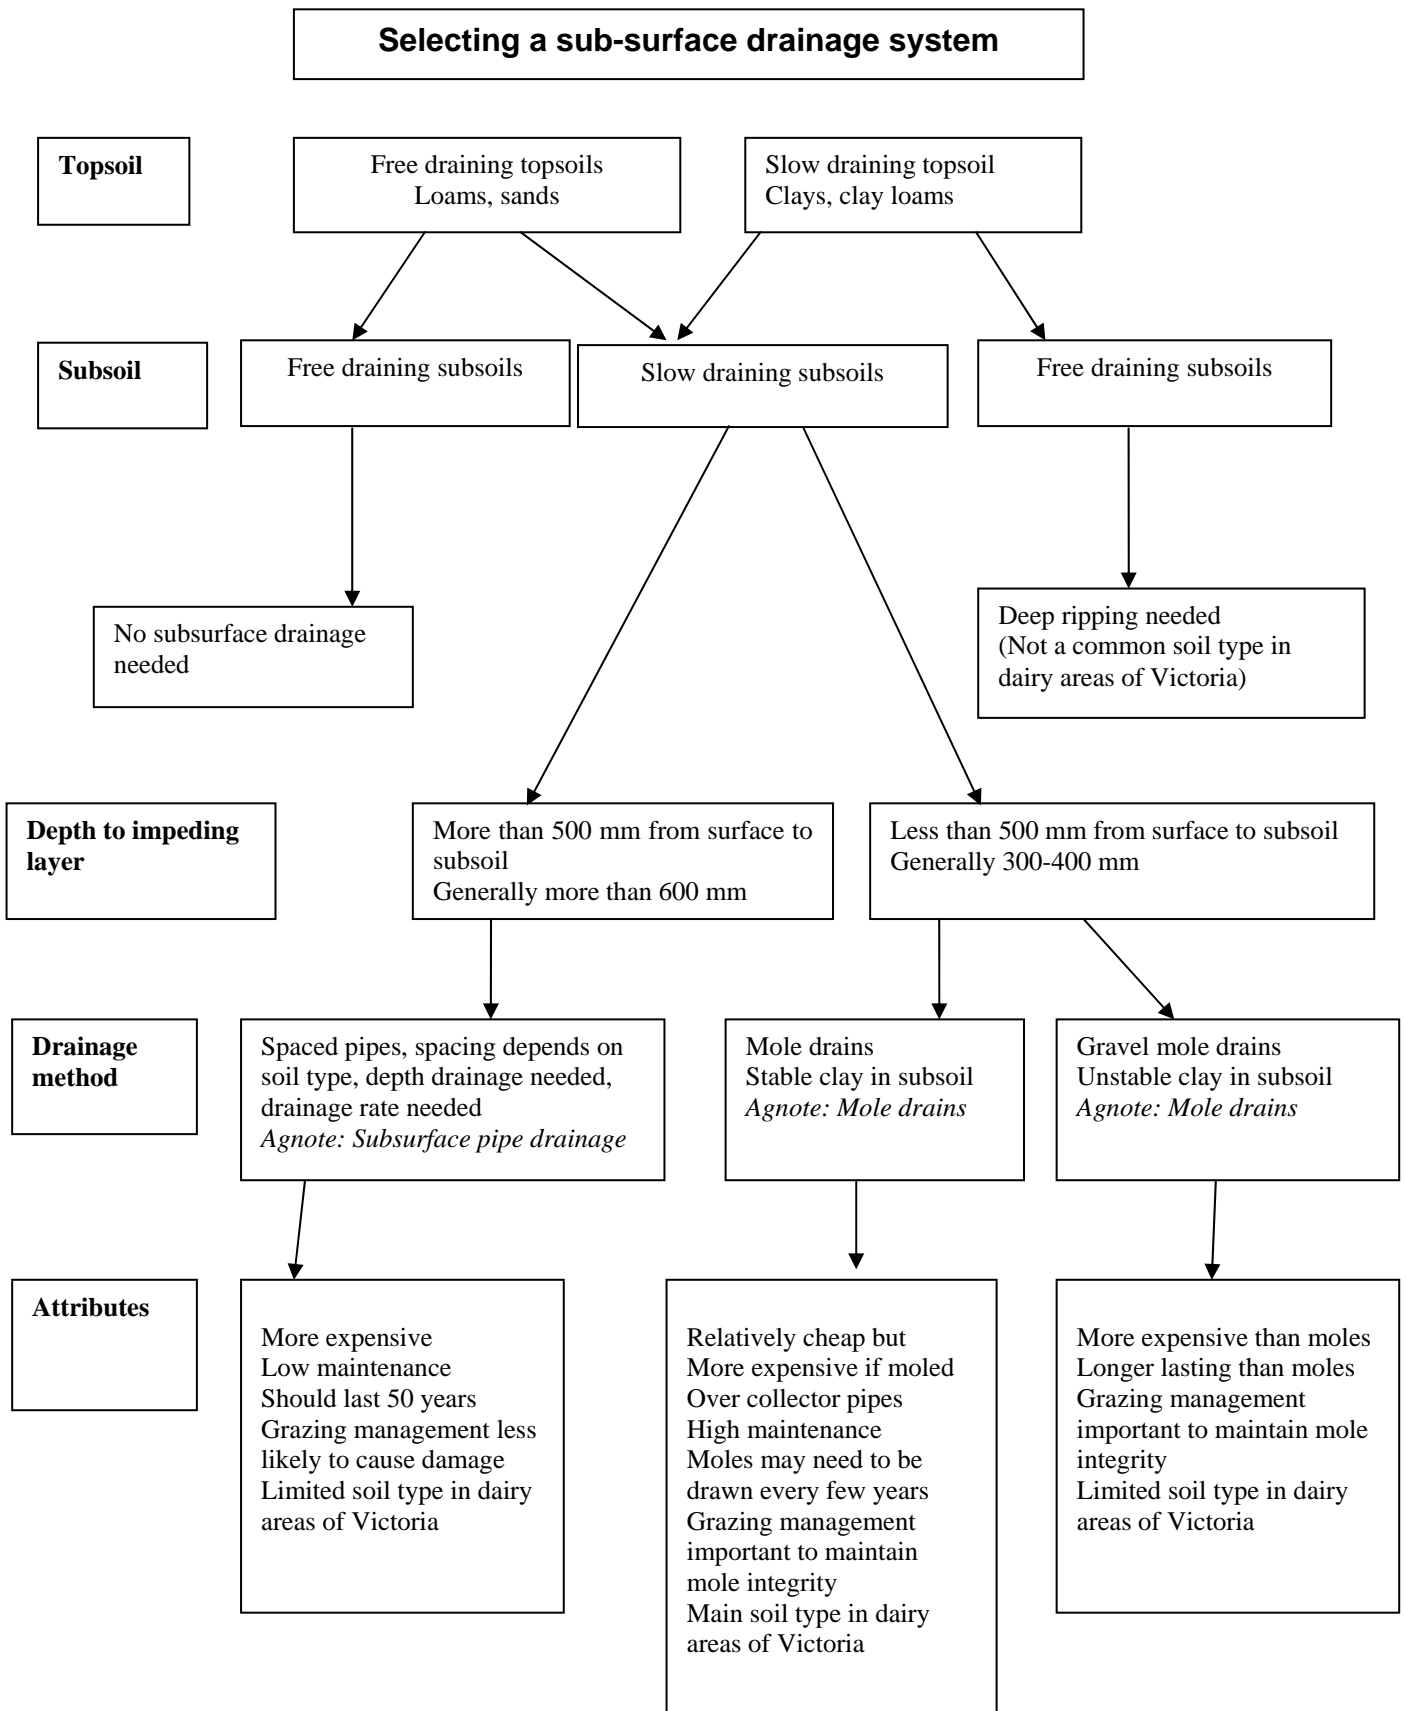 Selecting a sub-surface drainage system
Topsoil
Free draining topsoils
Loams, sands
Slow draining topsoil
Clays, clay loams
Subsoil
Free draining subsoils
Slow draining subsoils
Free draining subsoils
No subsurface drainage
needed
Deep ripping needed
(Not a common soil type in
dairy areas of Victoria)
Depth to impeding
layer
More than 500 mm from surface to
subsoil
Generally more than 600 mm
Less than 500 mm from surface to subsoil
Generally 300-400 mm
Drainage
method
Spaced pipes, spacing depends on
soil type, depth drainage needed,
drainage rate needed
Agnote: Subsurface pipe drainage
Mole drains
Stable clay in subsoil
Agnote: Mole drains
Gravel mole drains
Unstable clay in subsoil
Agnote: Mole drains
Attributes
More expensive
Low maintenance
Should last 50 years
Grazing management less
likely to cause damage
Limited soil type in dairy
areas of Victoria
Relatively cheap but
More expensive if moled
Over collector pipes
High maintenance
Moles may need to be
drawn every few years
Grazing management
important to maintain
mole integrity
Main soil type in dairy
areas of Victoria
More expensive than moles
Longer lasting than moles
Grazing management
important to maintain mole
integrity
Limited soil type in dairy
areas of Victoria